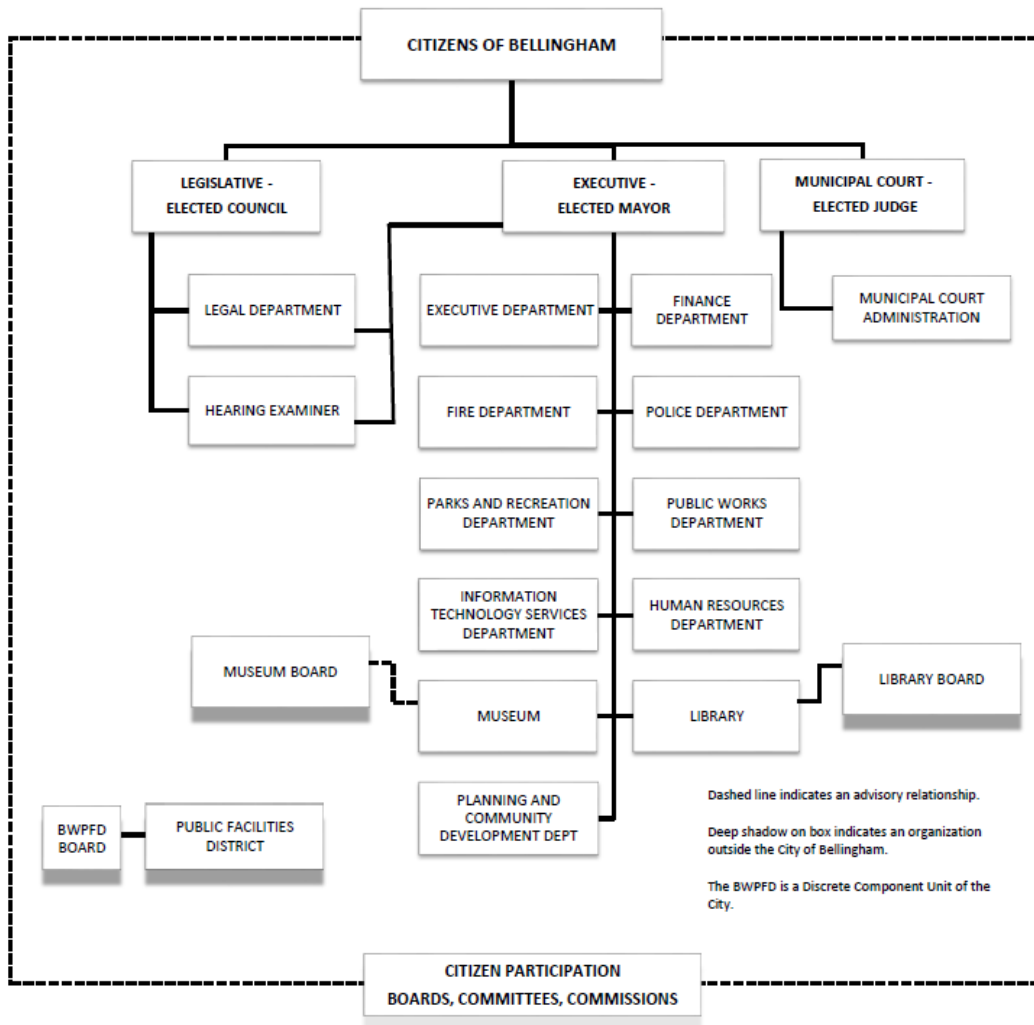 CITIZENS OF BELLINGHAM
LEGISLATIVE -
ELECTED COUNCIL
EXECUTIVE -
ELECTED MAYOR
MUNICIPAL COURT -
ELECTED JUDGE
LEGAL DEPARTMENT
EXECUTIVE DEPARTMENT
FINANCE
DEPARTMENT
MUNICIPAL COURT
ADMINISTRATION
HEARING EXAMINER
FIRE DEPARTMENT
POLICE DEPARTMENT
PARKS AND RECREATION
DEPARTMENT
PUBLIC WORKS
DEPARTMENT
INFORMATION
TECHNOLOGY SERVICES
DEPARTMENT
HUMAN RESOURCES
DEPARTMENT
MUSEUM BOARD
MUSEUM
LIBRARY
LIBRARY BOARD
BWPFD
BOARD
PUBLIC FACILITIES
DISTRICT
PLANNING AND
COMMUNITY
DEVELOPMENT DEPT
Dashed line indicates an advisory relationship.
Deep shadow on box indicates an organization
outside the City of Bellingham.
The BWPFD is a Discrete Component Unit of the
City.
CITIZEN PARTICIPATION
BOARDS, COMMITTEES, COMMISSIONS